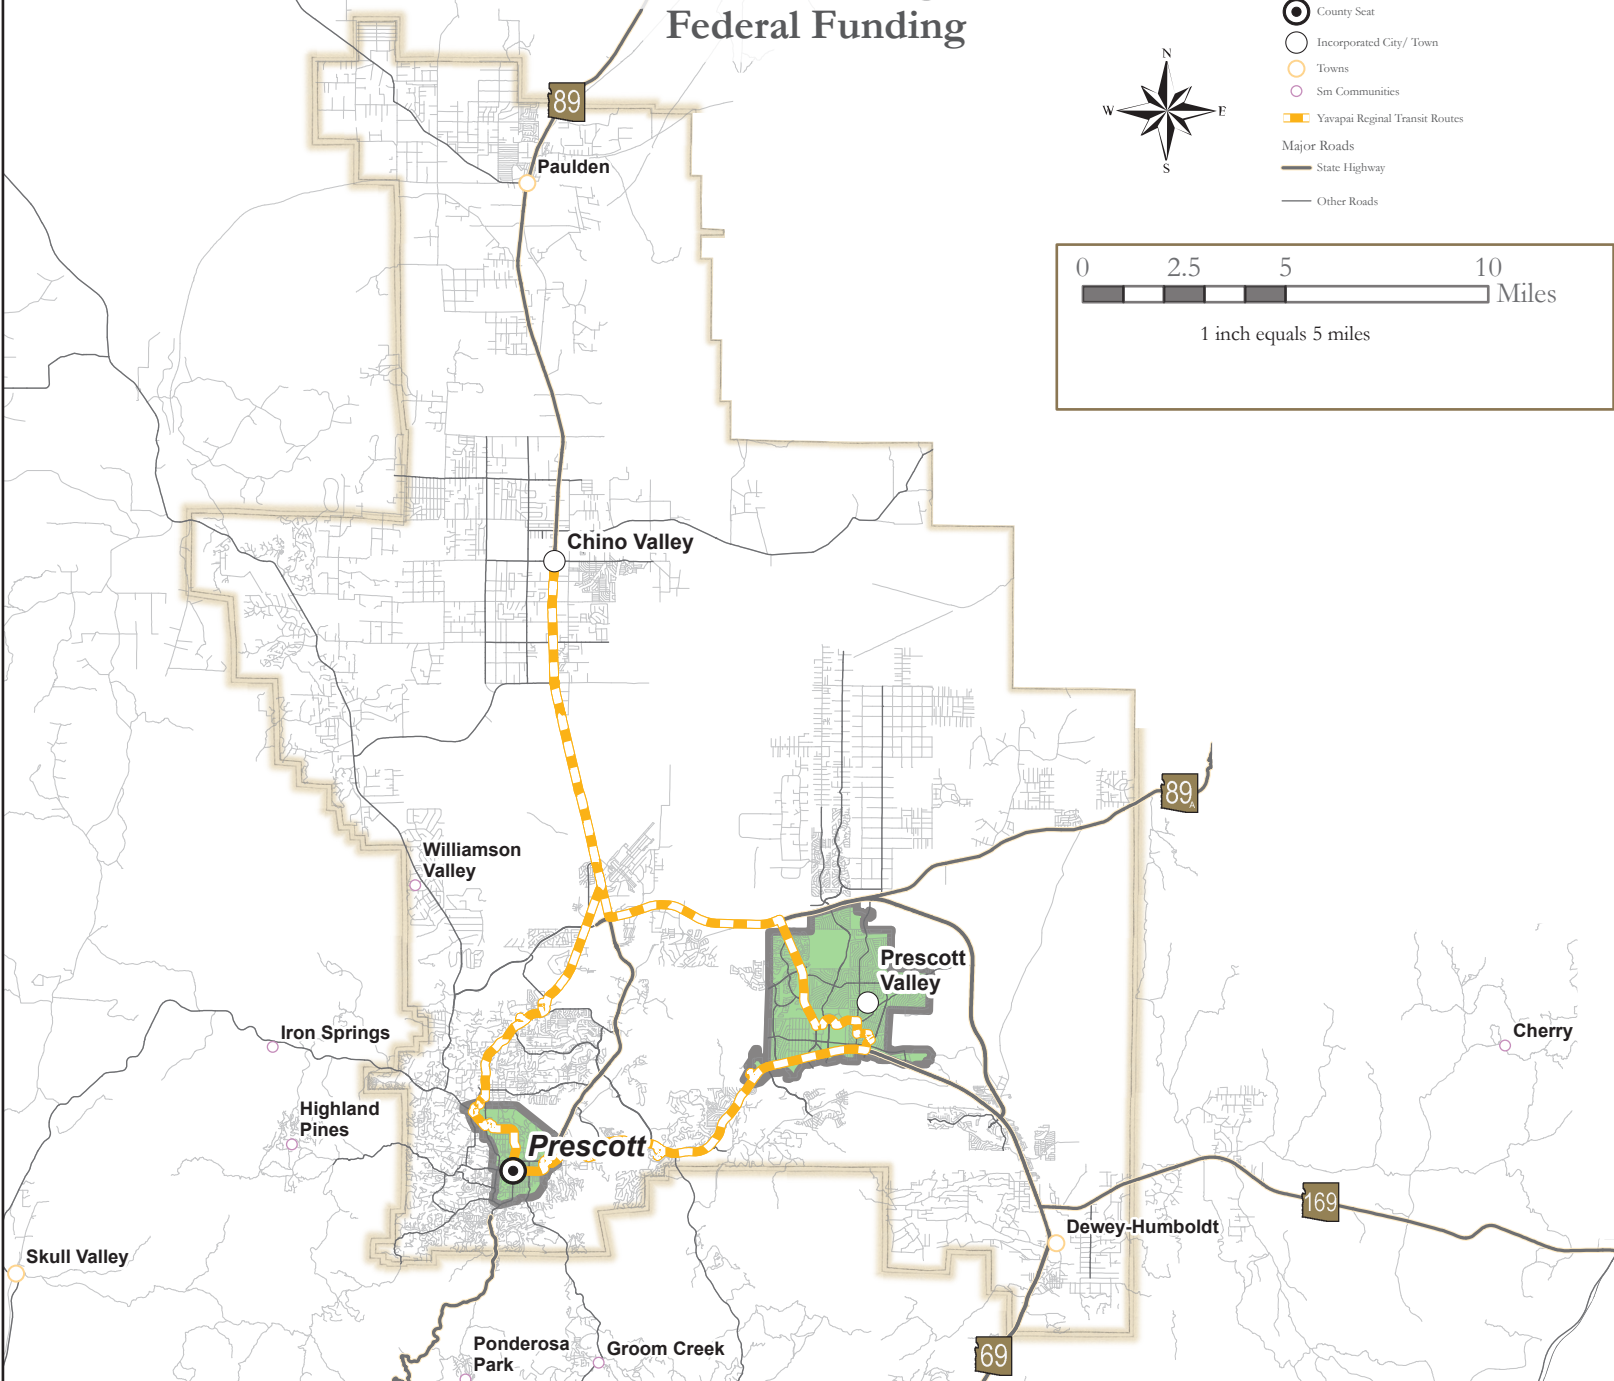 Federal Funding
County Seat
Incorporated City/ Town
Towns
Sm Communities
Yavapai Reginal Transit Routes
Major Roads
State Highway
Other Roads
N
W E
S
0 2.5 5 10
Miles
1 inch equals 5 miles
89
Paulden
Chino Valley
89
A
Williamson
Valley
Prescott
Valley
Iron Springs
Cherry
Highland
Pines
Prescott
169
Dewey-Humboldt
Skull Valley
Ponderosa
Park
Groom Creek
69